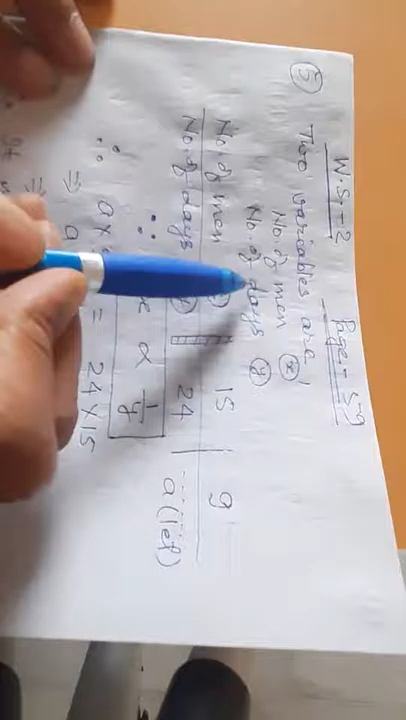 W.S.-2 Page-59
5 Two variables are,
No. of men x
No. of days y
No. of men 15 9
No. of days 24 a (let)
∴ ∝ 1/y
∴ = 24 × 15
⇒ a
⇒